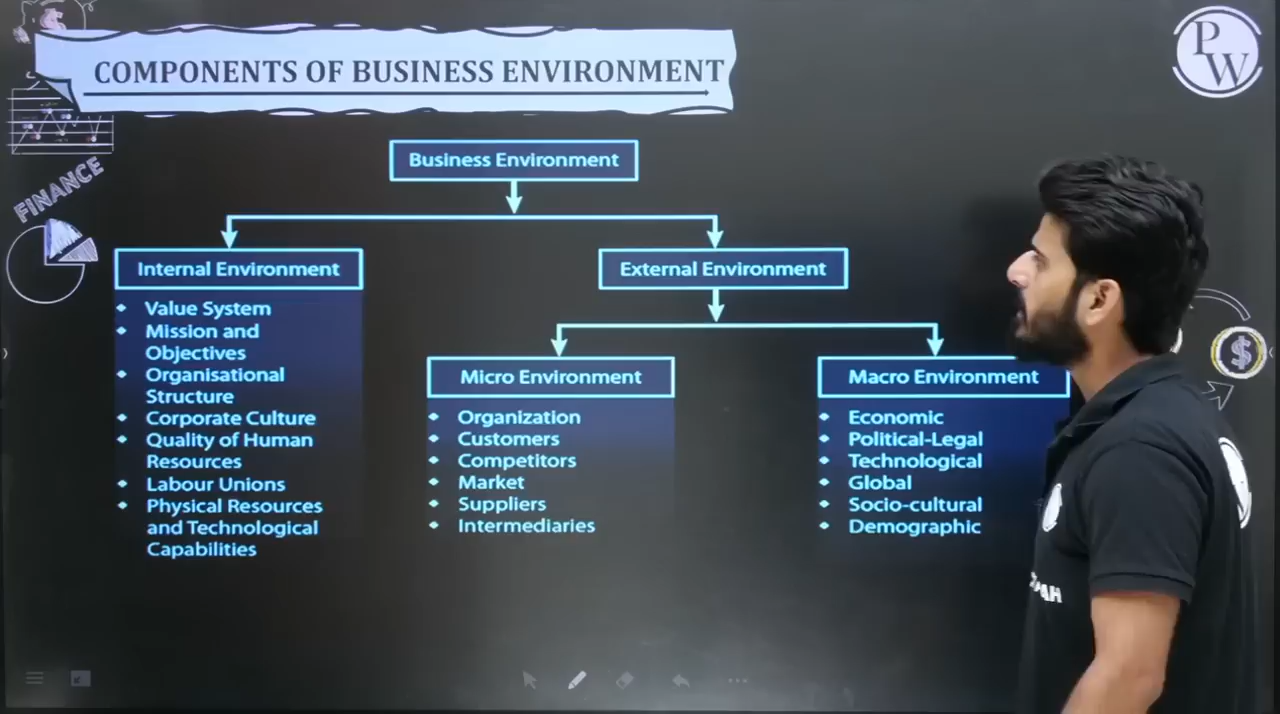 COMPONENTS OF BUSINESS ENVIRONMENT
PW
FINANCE
Business Environment
Internal Environment
Value System
Mission and
Objectives
Organisational
Structure
Corporate Culture
Quality of Human
Resources
Labour Unions
Physical Resources
and Technological
Capabilities
External Environment
Micro Environment
Organization
Customers
Competitors
Market
Suppliers
Intermediaries
Macro Environment
Economic
Political-Legal
Technological
Global
Socio-cultural
Demographic
$